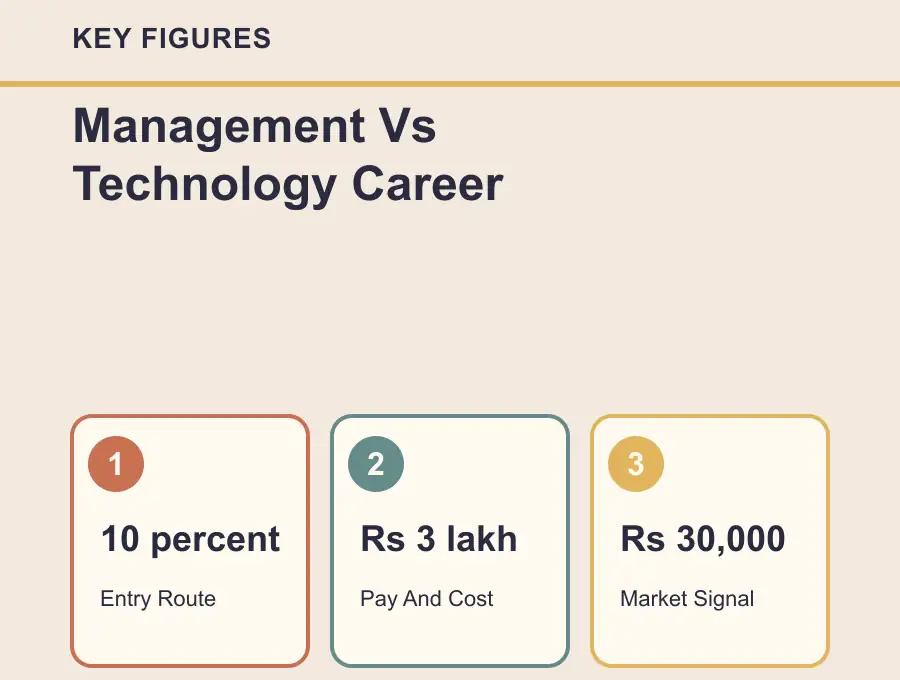 KEY FIGURES
Management Vs
Technology Career
1
10 percent
Entry Route
2
Rs 3 lakh
Pay And Cost
3
Rs 30,000
Market Signal